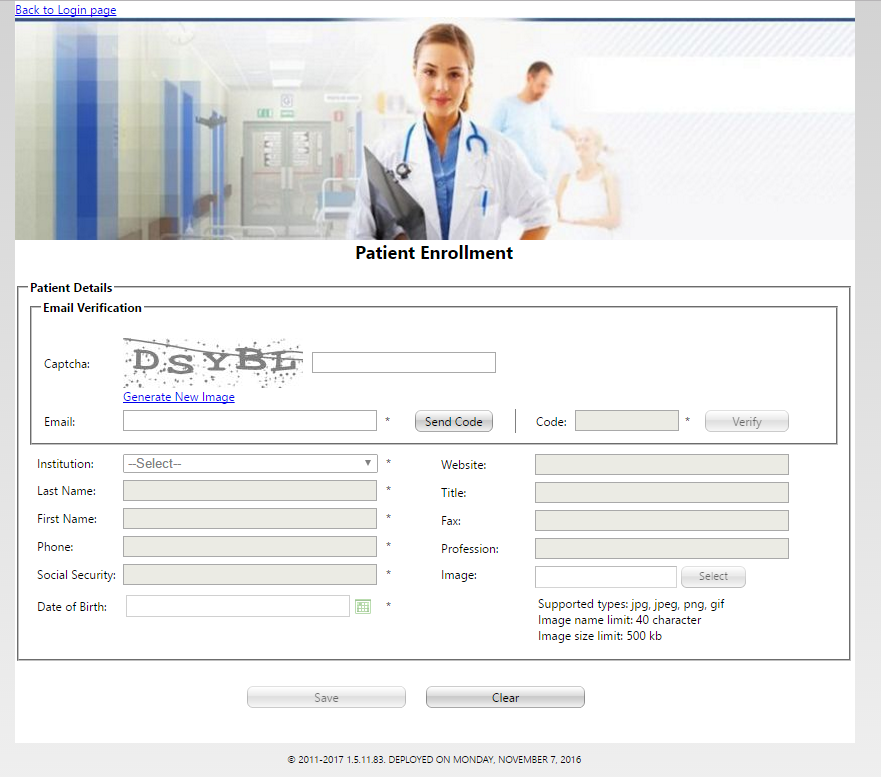 Back to Login page
Patient Enrollment
Patient Details
Email Verification
Captcha: DSYBL
Generate New Image
Email: * Send Code Code: * Verify
Institution: --Select-- * Website:
Last Name: * Title:
First Name: * Fax:
Phone: * Profession:
Social Security: * Image: Select
Date of Birth: * Supported types: jpg, jpeg, png, gif
Image name limit: 40 character
Image size limit: 500 kb
Save Clear
© 2011-2017 1.5.11.83. DEPLOYED ON MONDAY, NOVEMBER 7, 2016